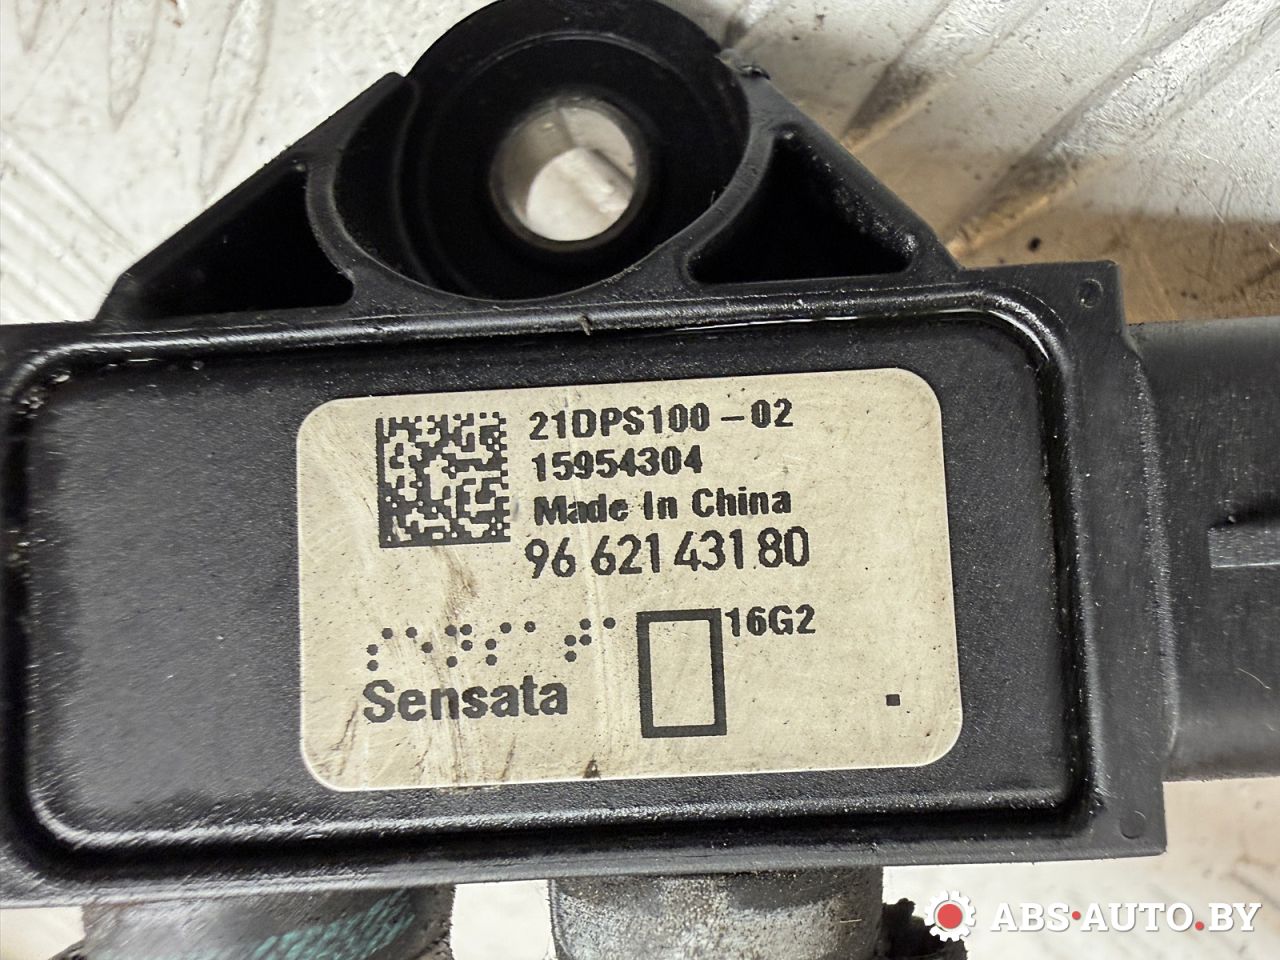 21DPS100-02
15954304
Made In China
96 621 431 80
16G2
Sensata
ABS-AUTO.BY